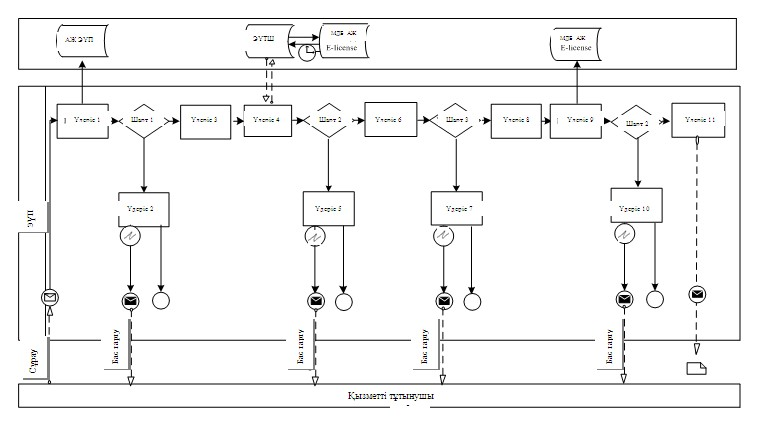 АЖ ЭҮП
ЭҮТШ
МДБ АЖ
E-license
МДБ АЖ
E-license
Үдеріс 1
Шарт 1
Үдеріс 3
Үдеріс 4
Шарт 2
Үдеріс 6
Шарт 3
Үдеріс 8
Үдеріс 9
Шарт 2
Үдеріс 11
Үдеріс 2
Үдеріс 5
Үдеріс 7
Үдеріс 10
ЭҮП
Сұрау
Бас тарту
Бас тарту
Бас тарту
Бас тарту
Қызметті тұтынушы